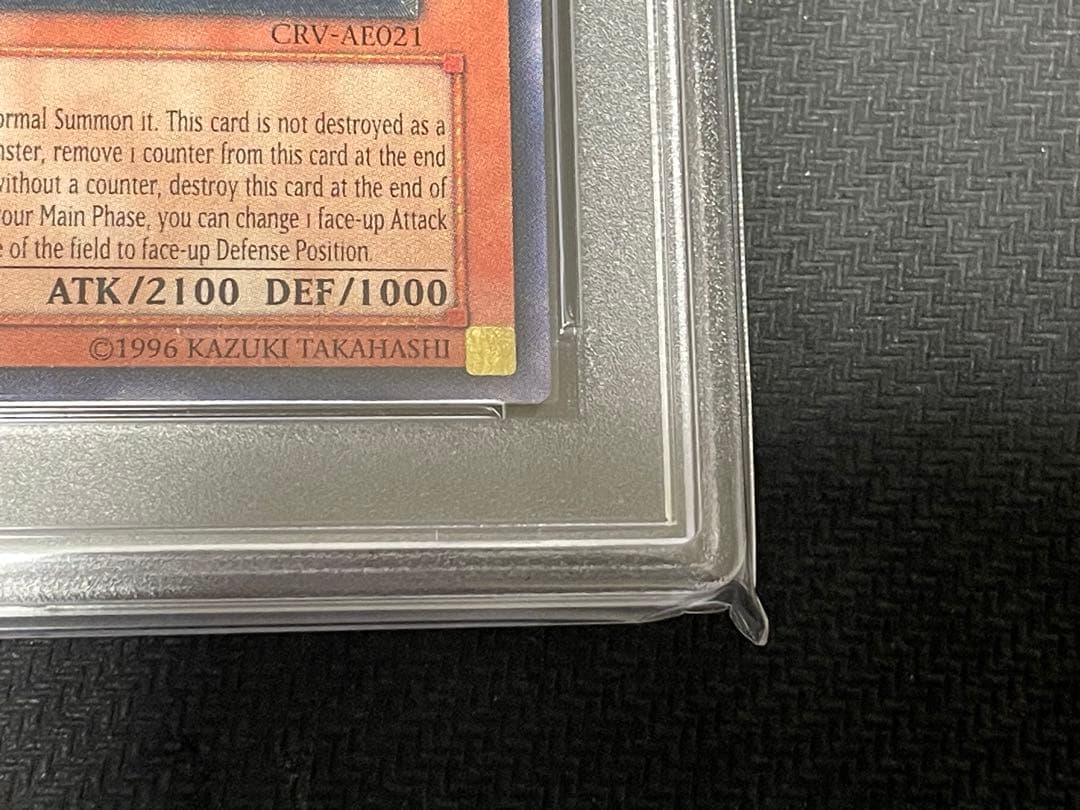 CRV-AE021
ormal Summon it. This card is not destroyed as a
nster, remove 1 counter from this card at the end
without a counter, destroy this card at the end of
our Main Phase, you can change 1 face-up Attack
e of the field to face-up Defense Position.
ATK/2100 DEF/1000
©1996 KAZUKI TAKAHASHI